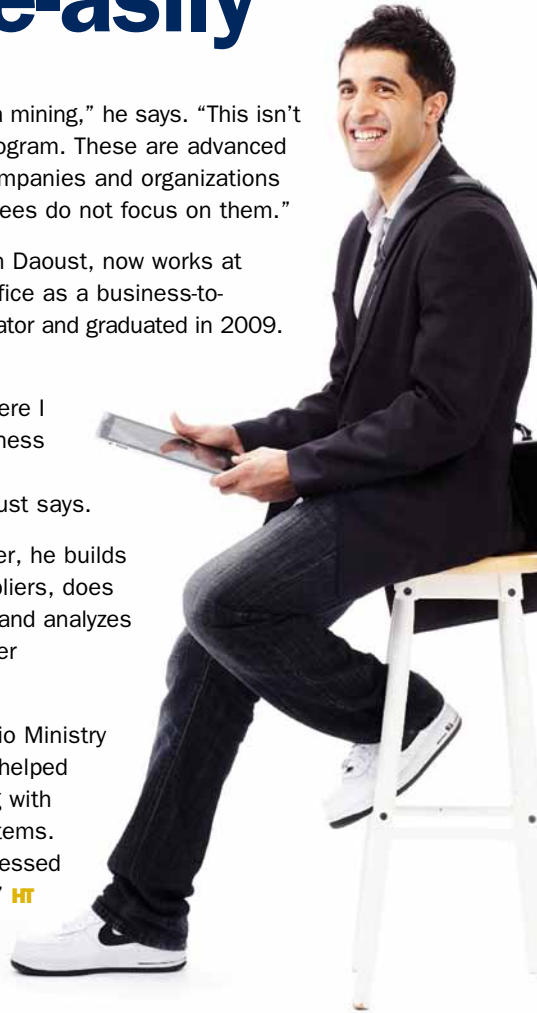 e-asily
mining,” he says. “This isn’t
ogram. These are advanced
mpanies and organizations
ees do not focus on them.”
Daoust, now works at
fice as a business-to-
ator and graduated in 2009.
ere I
ness
ust says.
er, he builds
pliers, does
and analyzes
er
io Ministry
helped
with
tems.
essed
” HT